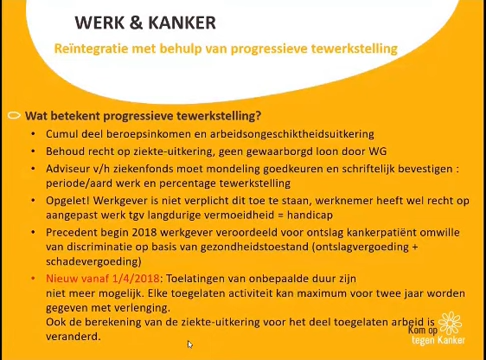 WERK & KANKER
Reïntegratie met behulp van progressieve tewerkstelling
Wat betekent progressieve tewerkstelling?
• Cumul deel beroepsinkomen en arbeidsongeschiktheidsuitkering
• Behoud recht op ziekte-uitkering, geen gewaarborgd loon door WG
• Adviseur v/h ziekenfonds moet mondeling goedkeuren en schriftelijk bevestigen :
periode/aard werk en percentage tewerkstelling
• Opgelet! Werkgever is niet verplicht dit toe te staan, werknemer heeft wel recht op
aangepast werk tgv langdurige vermoeidheid = handicap
• Precedent begin 2018 werkgever veroordeeld voor ontslag kankerpatiënt omwille
van discriminatie op basis van gezondheidstoestand (ontslagvergoeding +
schadevergoeding)
• Nieuw vanaf 1/4/2018: Toelatingen van onbepaalde duur zijn
niet meer mogelijk. Elke toegelaten activiteit kan maximum voor twee jaar worden
gegeven met verlenging.
Ook de berekening van de ziekte-uitkering voor het deel toegelaten arbeid is
veranderd.
Kom op
tegen Kanker